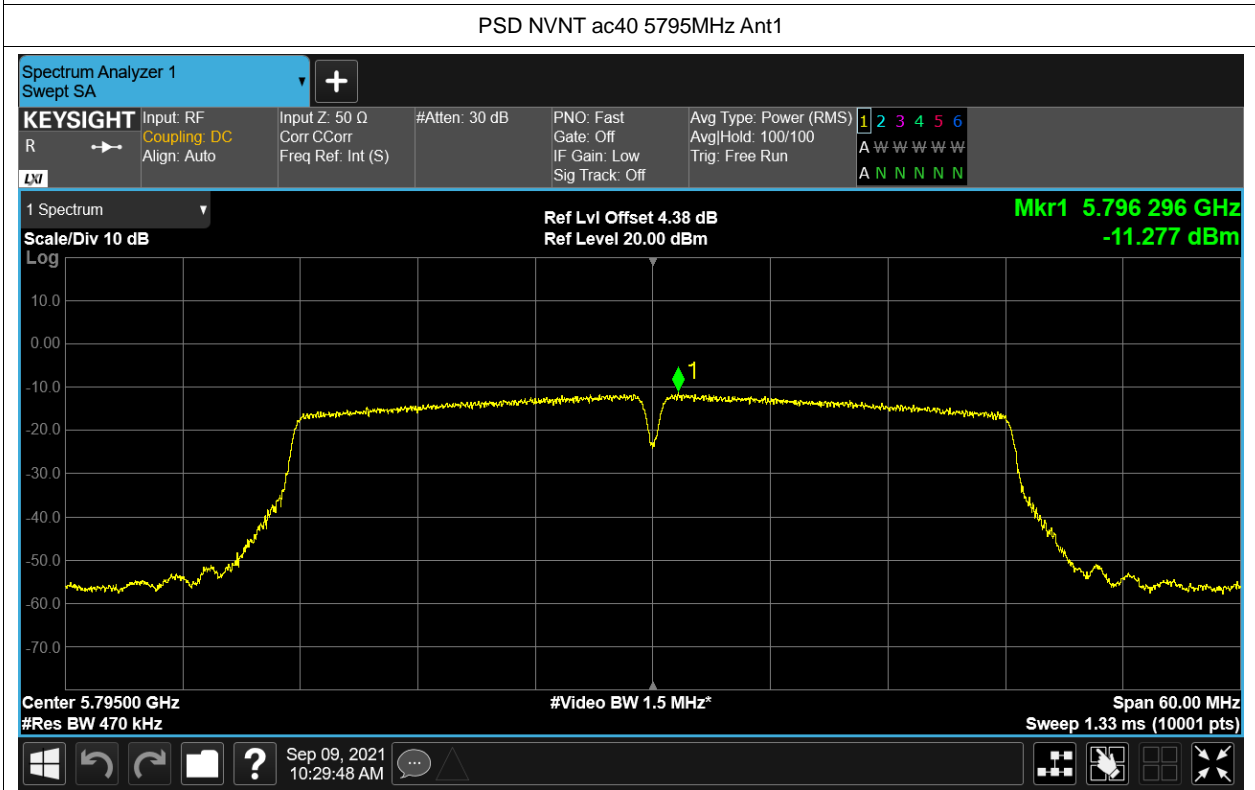 PSD NVNT ac40 5795MHz Ant1
Spectrum Analyzer 1
Swept SA
KEYSIGHT
R
LXI
Input: RF
Coupling: DC
Align: Auto
Input Z: 50 Ω
Corr CCorr
Freq Ref: Int (S)
#Atten: 30 dB
PNO: Fast
Gate: Off
IF Gain: Low
Sig Track: Off
Avg Type: Power (RMS)
Avg|Hold: 100/100
Trig: Free Run
1 2 3 4 5 6
A W W W W W
A N N N N N
1 Spectrum
Scale/Div 10 dB
Ref Lvl Offset 4.38 dB
Ref Level 20.00 dBm
Mkr1 5.796 296 GHz
-11.277 dBm
Log
10.0
0.00
-10.0
-20.0
-30.0
-40.0
-50.0
-60.0
-70.0
1
Center 5.79500 GHz
#Res BW 470 kHz
#Video BW 1.5 MHz*
Span 60.00 MHz
Sweep 1.33 ms (10001 pts)
?
Sep 09, 2021
10:29:48 AM